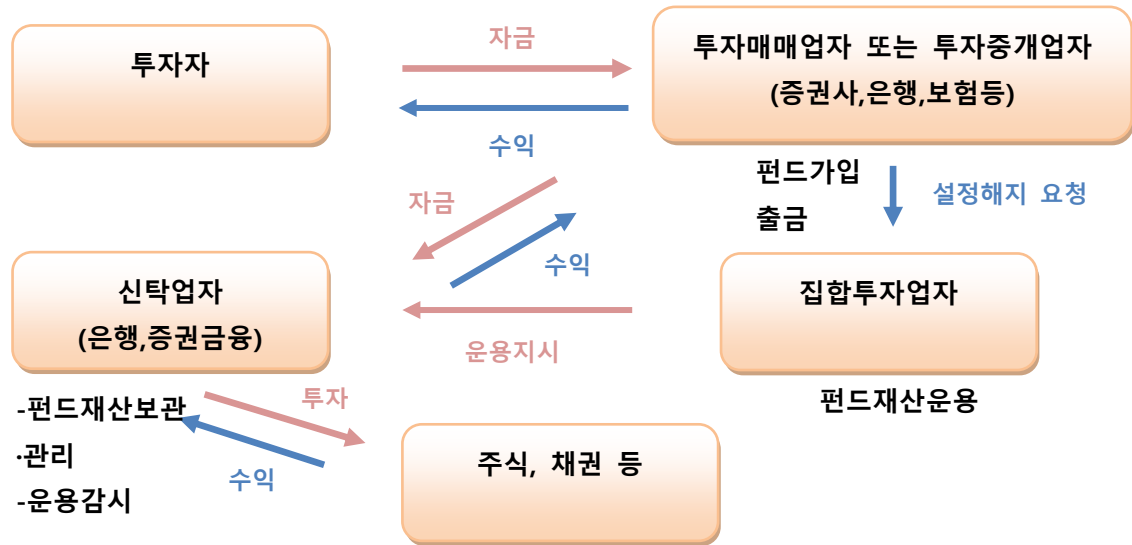 투자자
자금
수익
투자매매업자 또는 투자중개업자
(증권사,은행,보험등)
펀드가입
출금
설정해지 요청
자금
수익
신탁업자
(은행,증권금융)
운용지시
집합투자업자
펀드재산운용
-펀드재산보관
·관리
-운용감시
투자
수익
주식, 채권 등